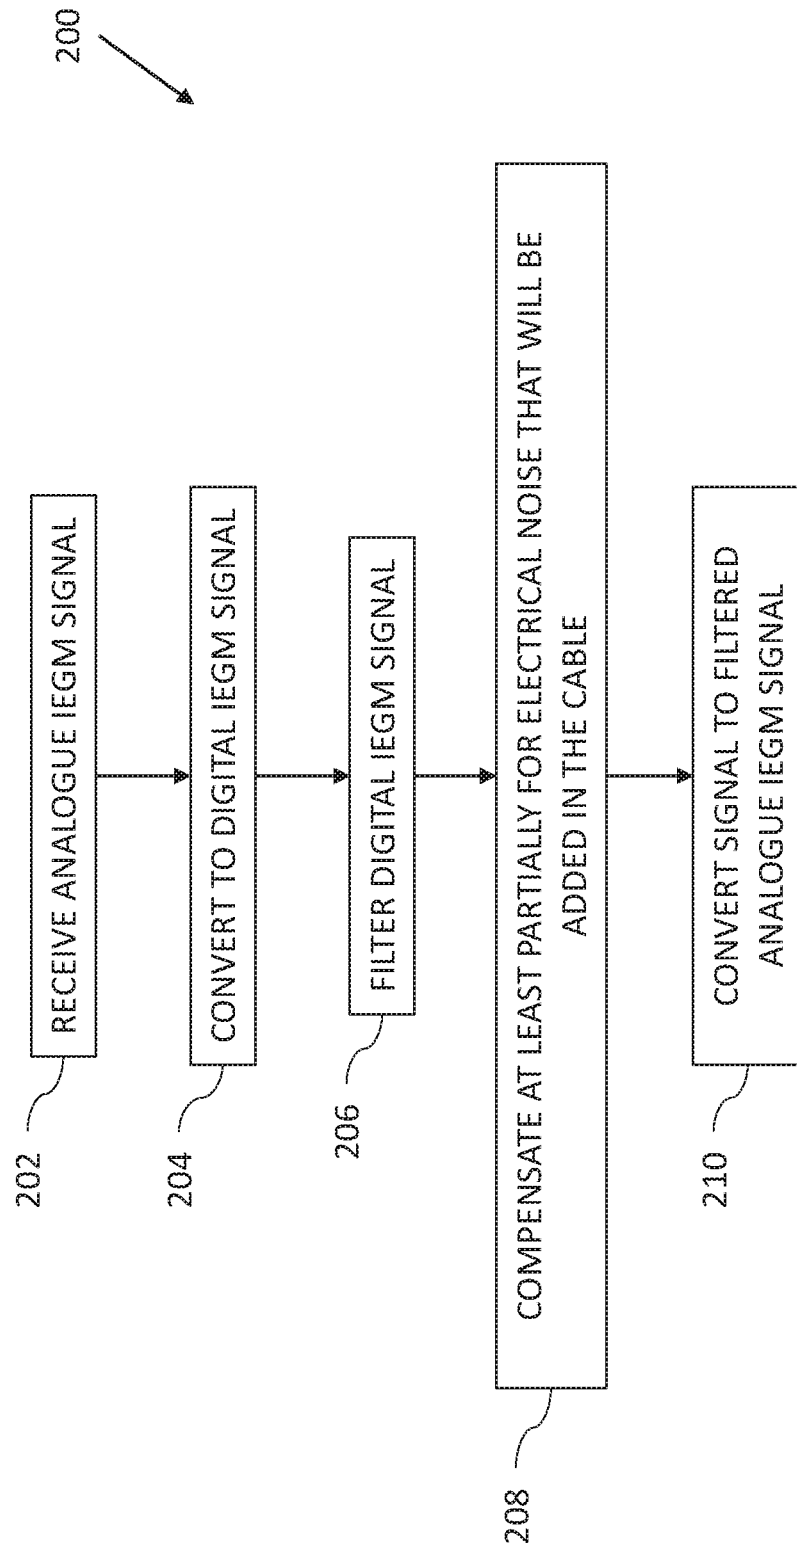 200
202
RECEIVE ANALOGUE IEGM SIGNAL
204
CONVERT TO DIGITAL IEGM SIGNAL
206
FILTER DIGITAL IEGM SIGNAL
208
COMPENSATE AT LEAST PARTIALLY FOR ELECTRICAL NOISE THAT WILL BE
ADDED IN THE CABLE
210
CONVERT SIGNAL TO FILTERED
ANALOGUE IEGM SIGNAL